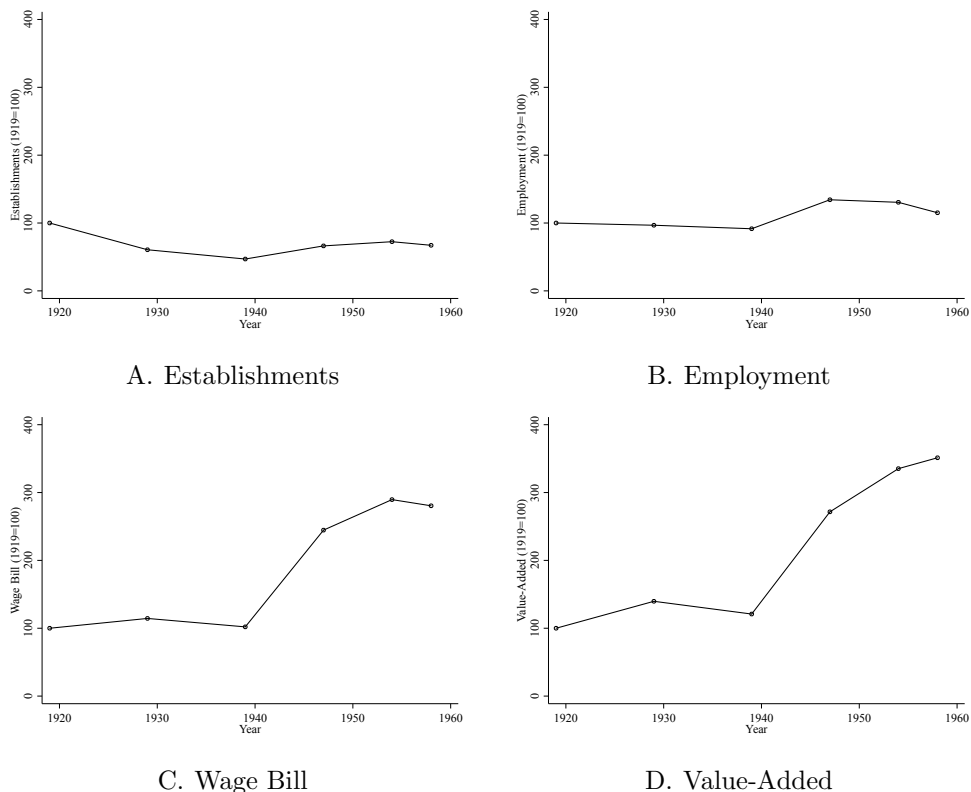 Establishments (1919=100)
0 100 200 300 400
1920 1930 1940 1950 1960
Year
A. Establishments
Employment (1919=100)
0 100 200 300 400
1920 1930 1940 1950 1960
Year
B. Employment
Wage Bill (1919=100)
0 100 200 300 400
1920 1930 1940 1950 1960
Year
C. Wage Bill
Value-Added (1919=100)
0 100 200 300 400
1920 1930 1940 1950 1960
Year
D. Value-Added